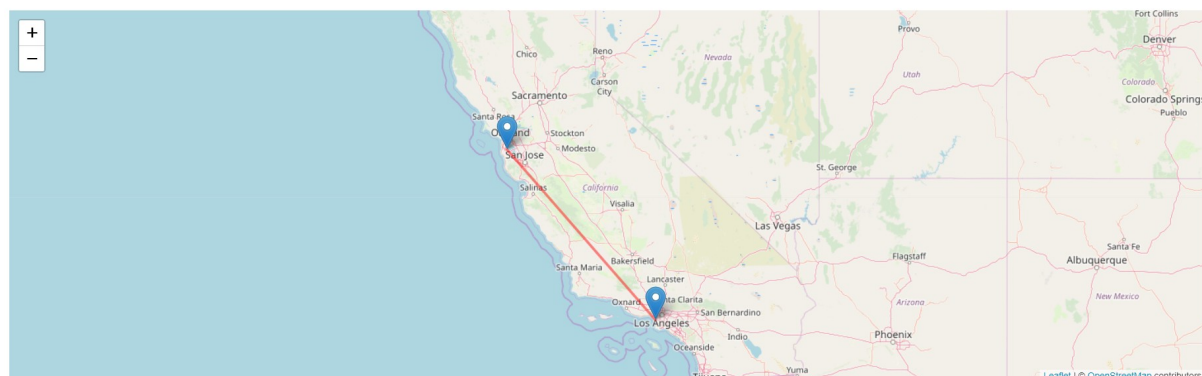 +
−
Fort Collins
Provo
Denver
Chico
Reno
Nevada
Utah
Carson
City
Colorado
Sacramento
Colorado Springs
Pueblo
Santa Rosa
Stockton
Modesto
San Jose
St. George
Salinas
California
Visalia
Las Vegas
Santa Fe
Flagstaff
Albuquerque
Bakersfield
Santa Maria
Lancaster
New Mexico
Oxnard
Santa Clarita
Arizona
San Bernardino
Los Angeles
Phoenix
Indio
Oceanside
Yuma
Tijuana
Leaflet | © OpenStreetMap contributors